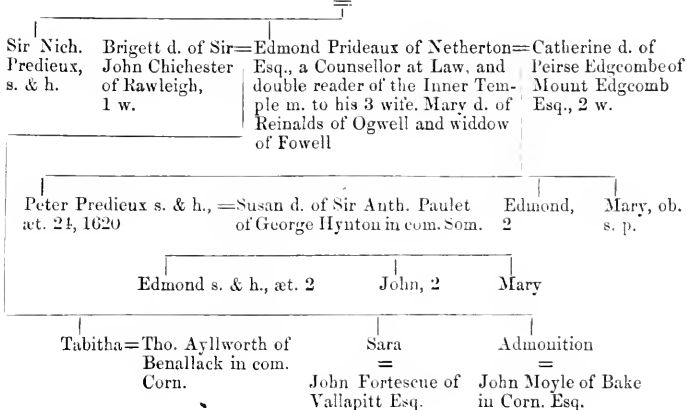 Sir Nich.
Predieux,
s. & h.
Brigett d. of Sir=
John Chichester
of Rawleigh,
1 w.
Edmond Prideaux of Netherton=
Esq., a Counsellor at Law, and
double reader of the Inner Tem-
ple m. to his 3 wife, Mary d. of
Reinalds of Ogwell and widdow
of Fowell
Catherine d. of
Peirse Edgcombe of
Mount Edgcomb
Esq., 2 w.
Peter Predieux s. & h.,
æt. 24, 1620
=Susan d. of Sir Anth. Paulet
of George Hynton in com. Som.
Edmond,
2
Mary, ob.
s. p.
Edmond s. & h., æt. 2
John, 2
Mary
Tabitha=
Tho. Ayllworth of
Benallack in com.
Corn.
Sara
=
John Fortescue of
Vallapitt Esq.
Admonition
=
John Moyle of Bake
in Corn. Esq.